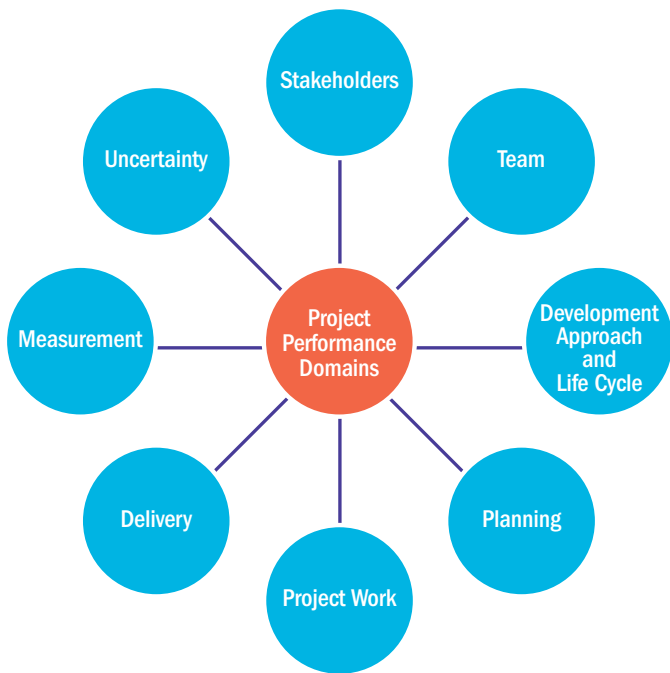 Stakeholders
Uncertainty
Team
Project
Performance
Domains
Measurement
Development
Approach
and
Life Cycle
Delivery
Planning
Project Work